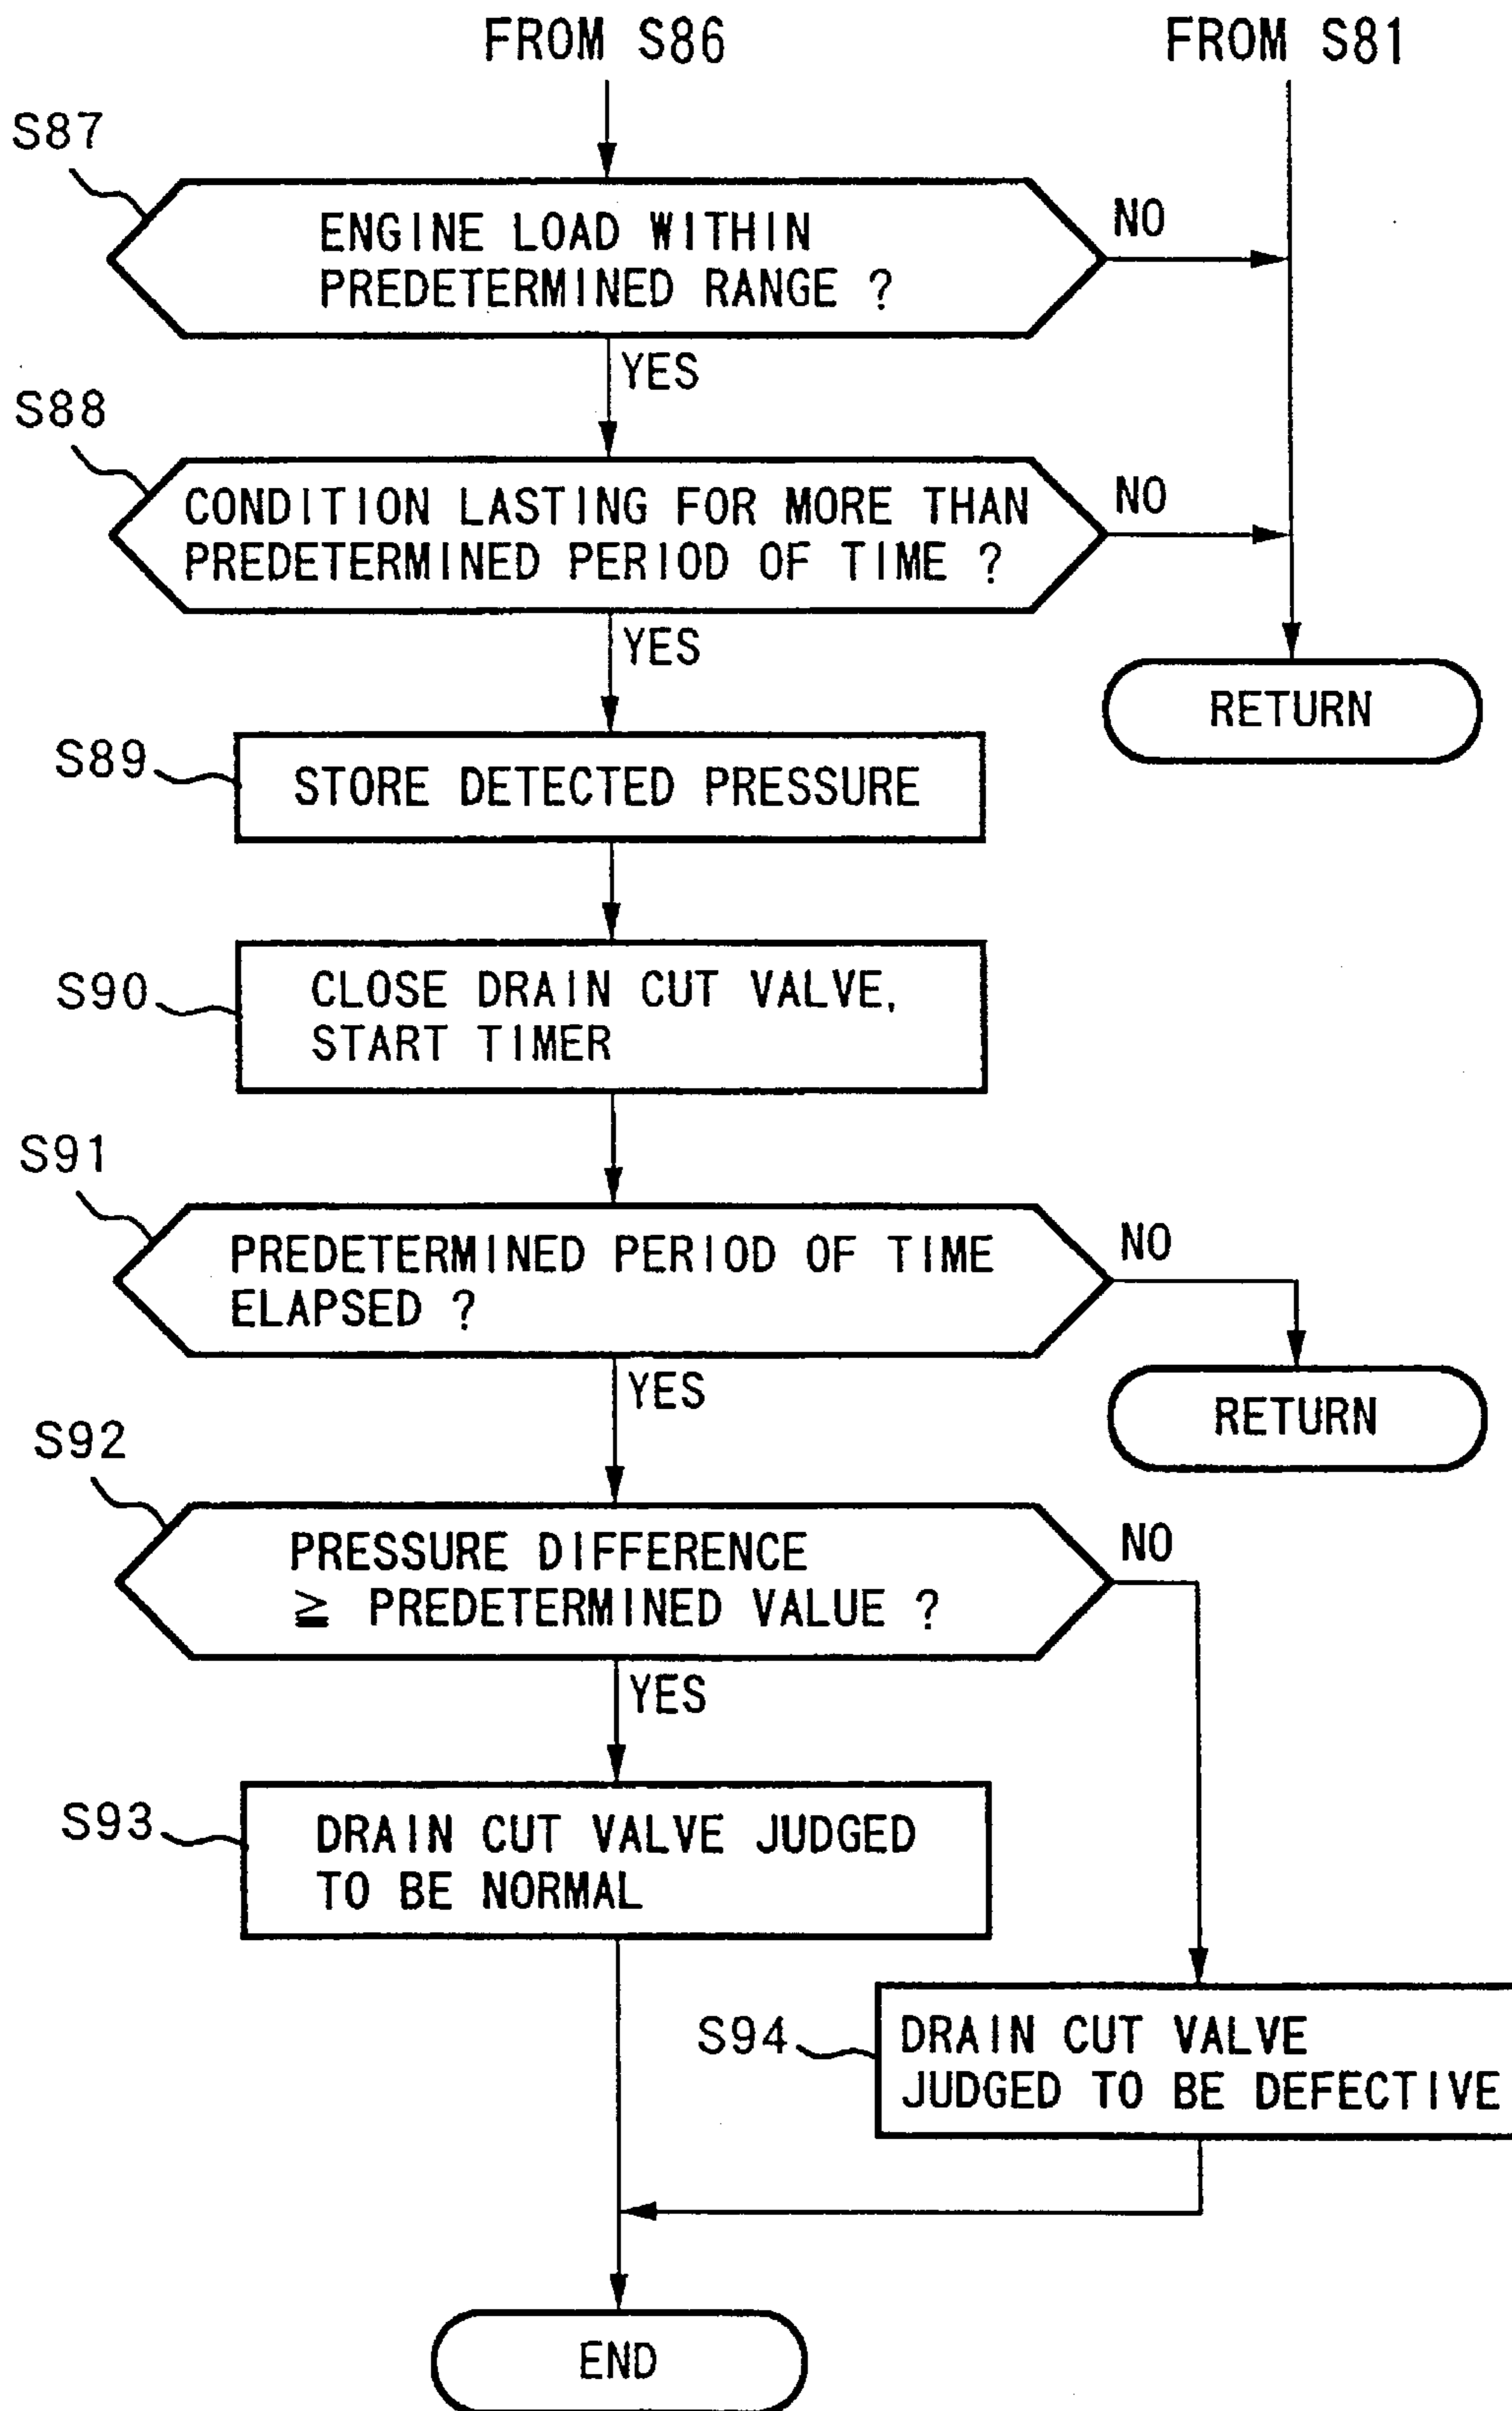 FROM S86
FROM S81
S87
ENGINE LOAD WITHIN
PREDETERMINED RANGE ?
NO
YES
S88
CONDITION LASTING FOR MORE THAN
PREDETERMINED PERIOD OF TIME ?
NO
YES
RETURN
S89
STORE DETECTED PRESSURE
S90
CLOSE DRAIN CUT VALVE,
START TIMER
S91
PREDETERMINED PERIOD OF TIME
ELAPSED ?
NO
YES
RETURN
S92
PRESSURE DIFFERENCE
≧ PREDETERMINED VALUE ?
NO
YES
S93
DRAIN CUT VALVE JUDGED
TO BE NORMAL
S94
DRAIN CUT VALVE
JUDGED TO BE DEFECTIVE
END